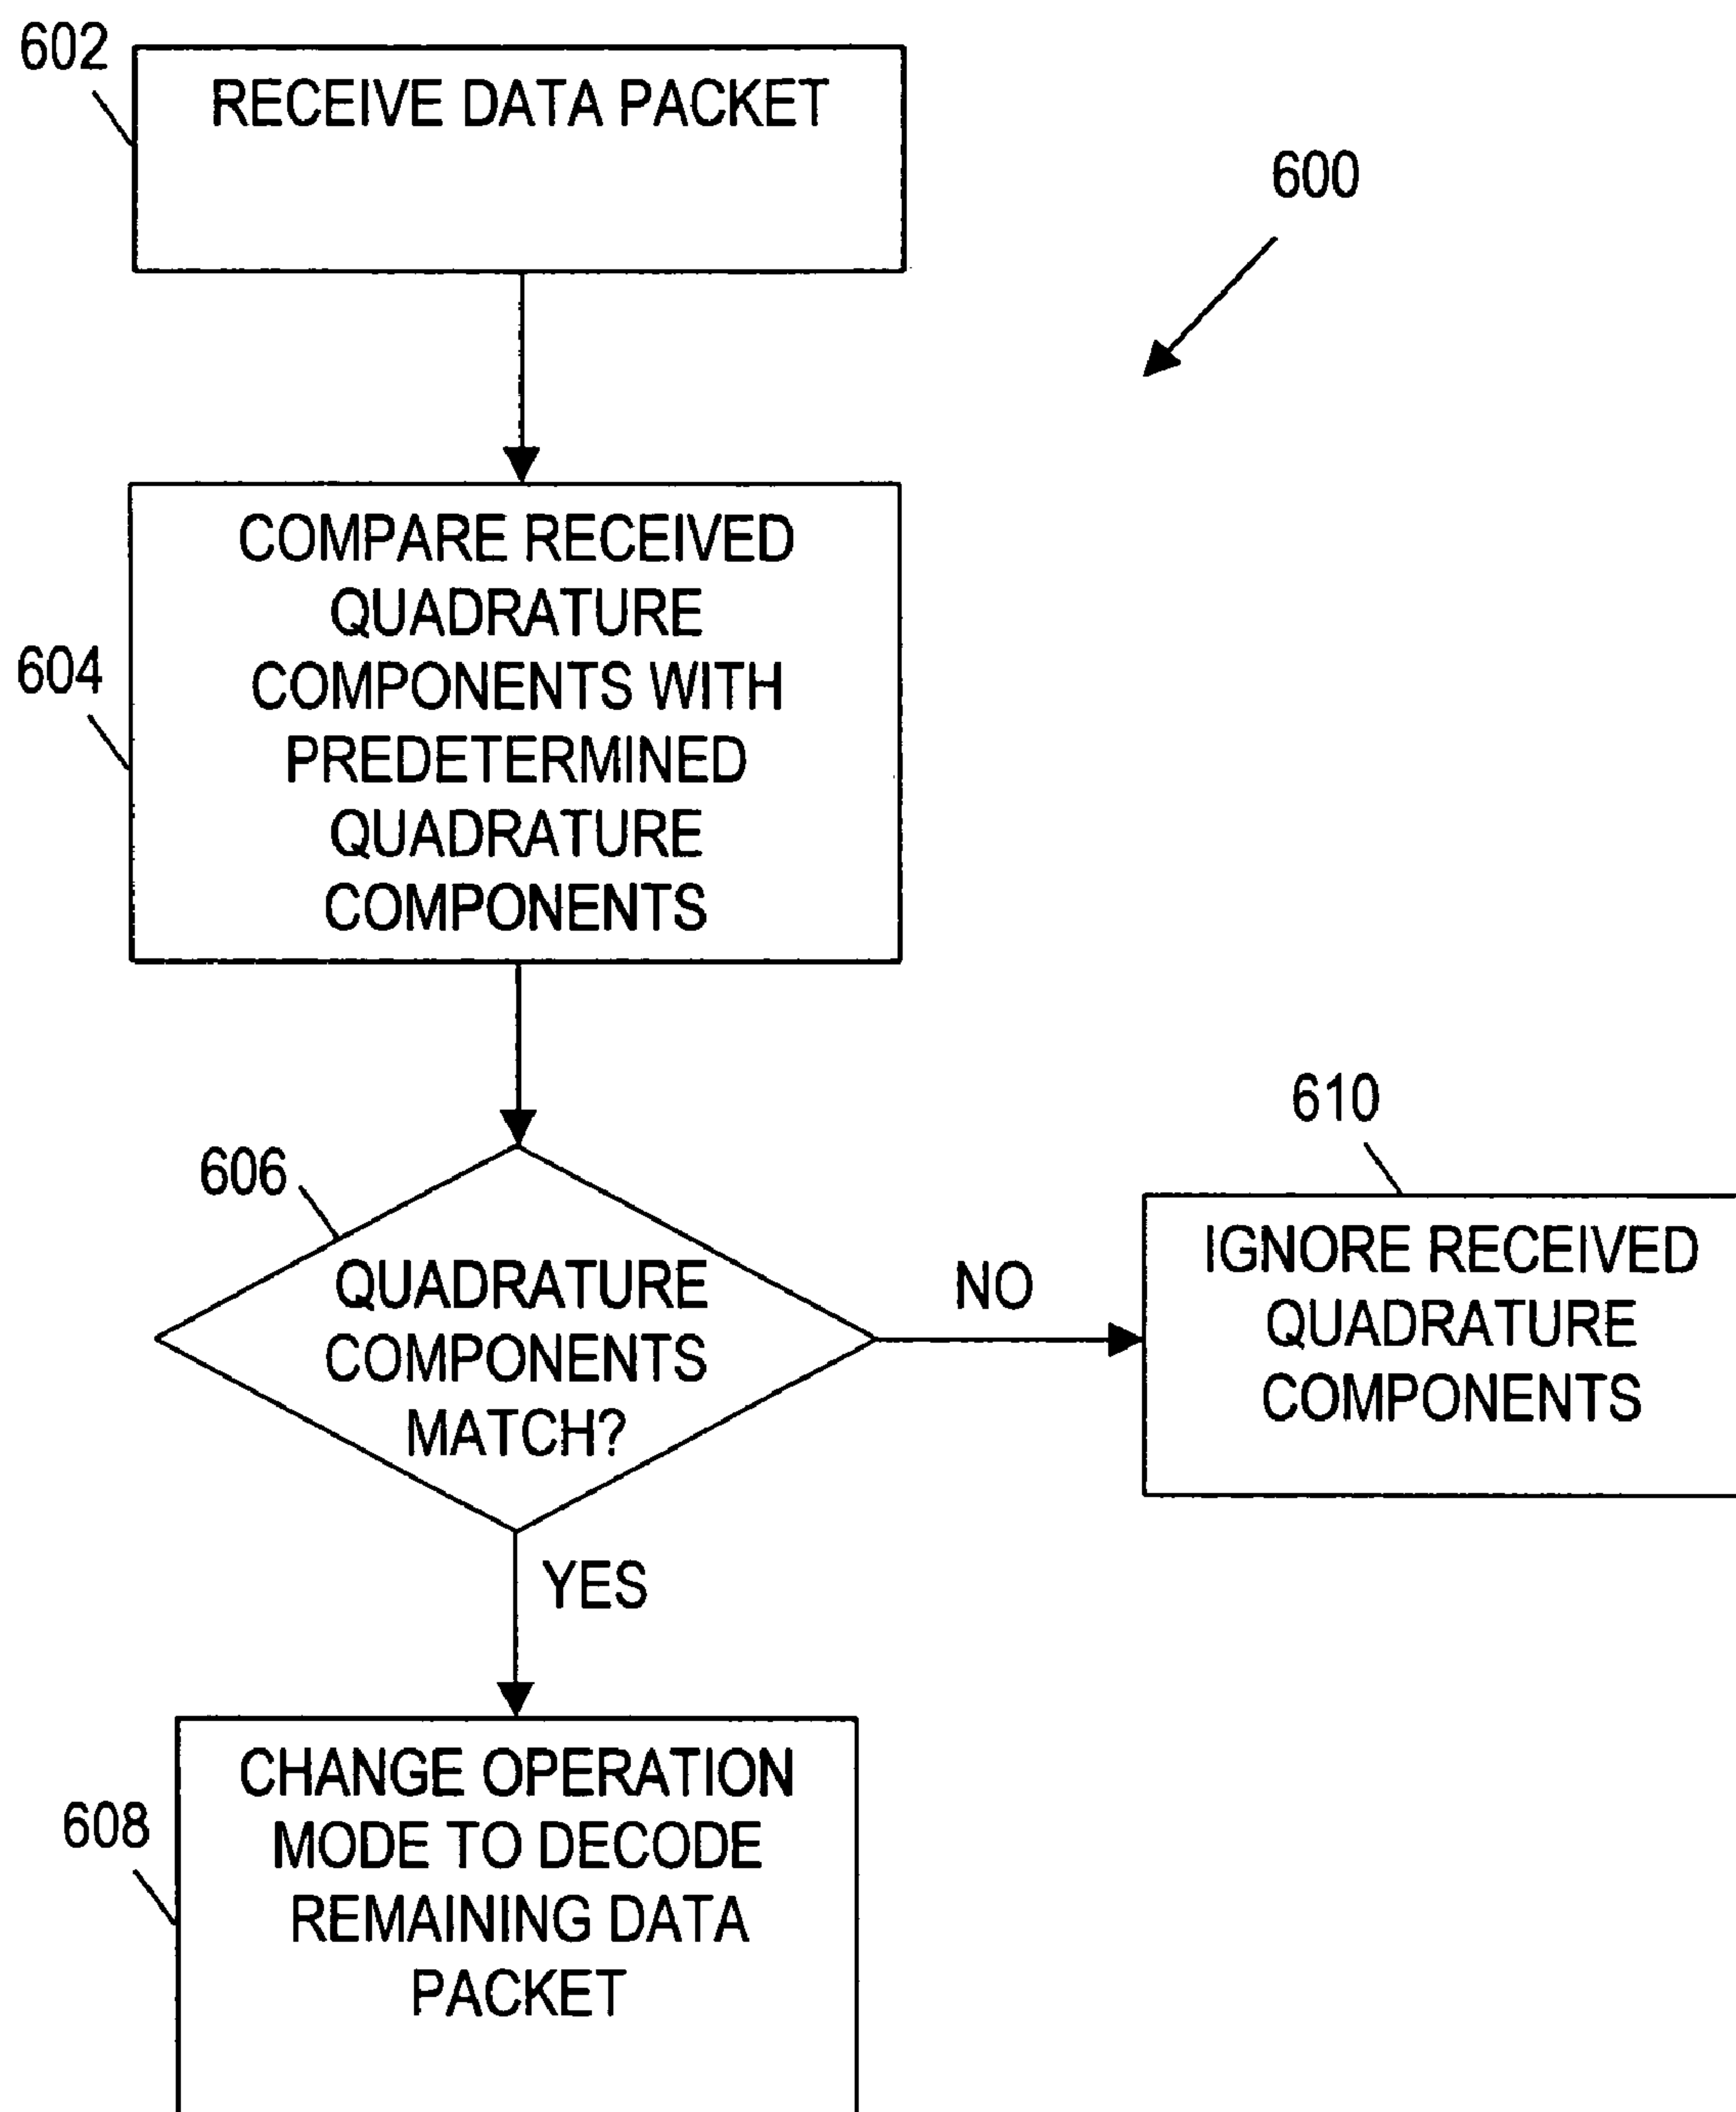 602
RECEIVE DATA PACKET
600
COMPARE RECEIVED
QUADRATURE
COMPONENTS WITH
PREDETERMINED
QUADRATURE
COMPONENTS
604
606
QUADRATURE
COMPONENTS
MATCH?
NO
610
IGNORE RECEIVED
QUADRATURE
COMPONENTS
YES
CHANGE OPERATION
MODE TO DECODE
REMAINING DATA
PACKET
608